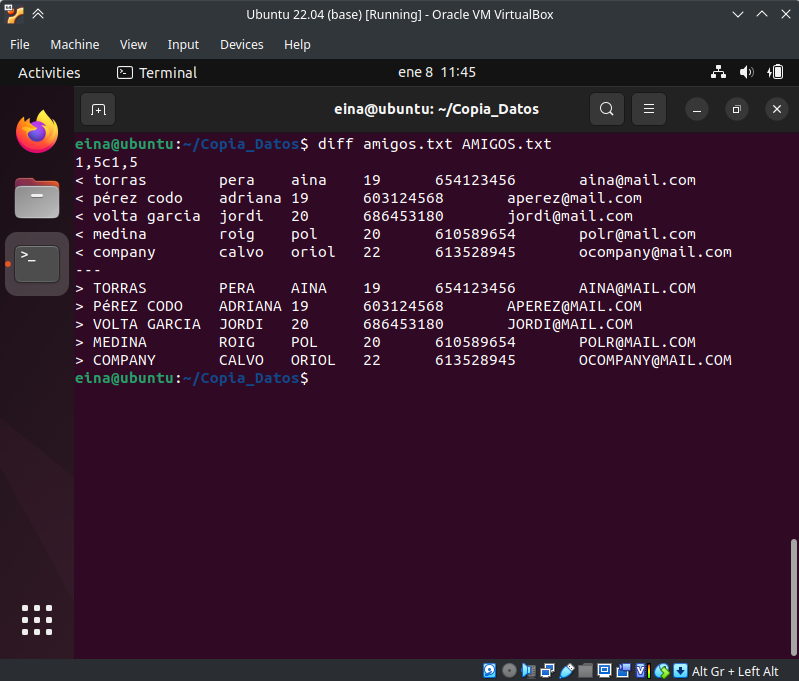 Ubuntu 22.04 (base) [Running] - Oracle VM VirtualBox
File Machine View Input Devices Help
Activities Terminal ene 8 11:45
eina@ubuntu: ~/Copia_Datos
eina@ubuntu:~/Copia_Datos$ diff amigos.txt AMIGOS.txt
1,5c1,5
< torras pera aina 19 654123456 aina@mail.com
< pérez codo adriana 19 603124568 aperez@mail.com
< volta garcia jordi 20 686453180 jordi@mail.com
< medina roig pol 20 610589654 polr@mail.com
< company calvo oriol 22 613528945 ocompany@mail.com
---
> TORRAS PERA AINA 19 654123456 AINA@MAIL.COM
> PéREZ CODO ADRIANA 19 603124568 APEREZ@MAIL.COM
> VOLTA GARCIA JORDI 20 686453180 JORDI@MAIL.COM
> MEDINA ROIG POL 20 610589654 POLR@MAIL.COM
> COMPANY CALVO ORIOL 22 613528945 OCOMPANY@MAIL.COM
eina@ubuntu:~/Copia_Datos$
Alt Gr + Left Alt